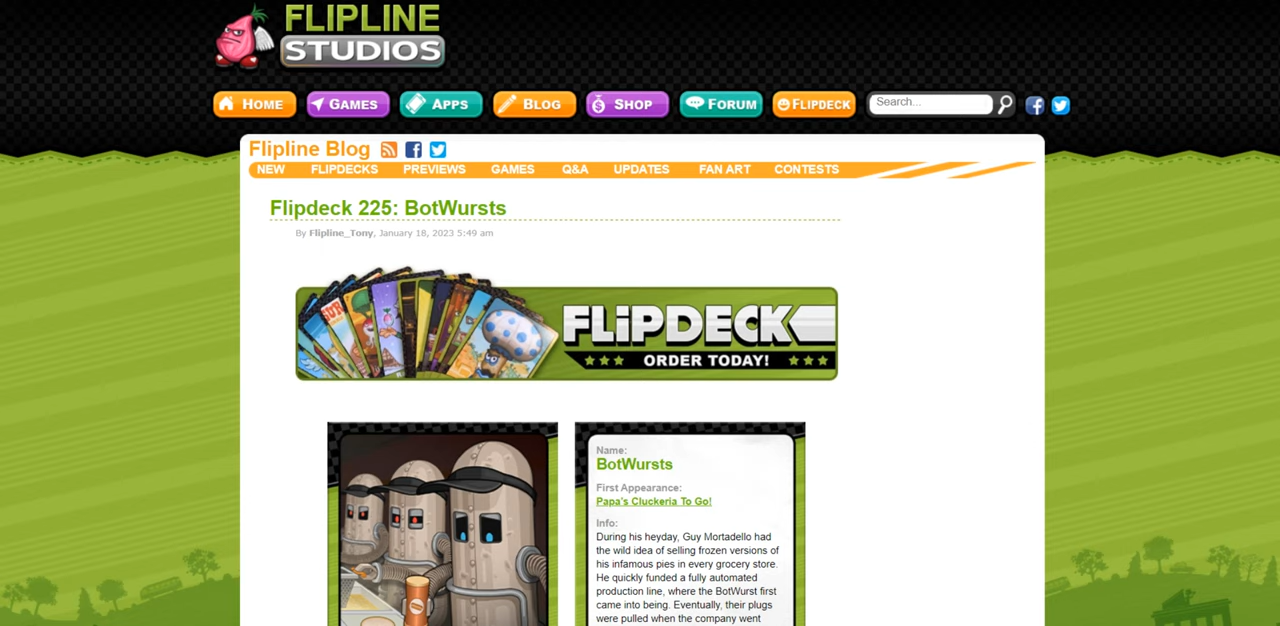 FLIPLINE
STUDIOS
HOME GAMES APPS BLOG SHOP FORUM FLIPDECK Search...
Flipline Blog
NEW FLIPDECKS PREVIEWS GAMES Q&A UPDATES FAN ART CONTESTS
Flipdeck 225: BotWursts
By Flipline_Tony, January 18, 2023 5:49 am
FLiPDECK
ORDER TODAY!
Name:
BotWursts
First Appearance:
Papa's Cluckeria To Go!
Info:
During his heyday, Guy Mortadello had
the wild idea of selling frozen versions of
his infamous pies in every grocery store.
He quickly funded a fully automated
production line, where the BotWurst first
came into being. Eventually, their plugs
were pulled when the company went